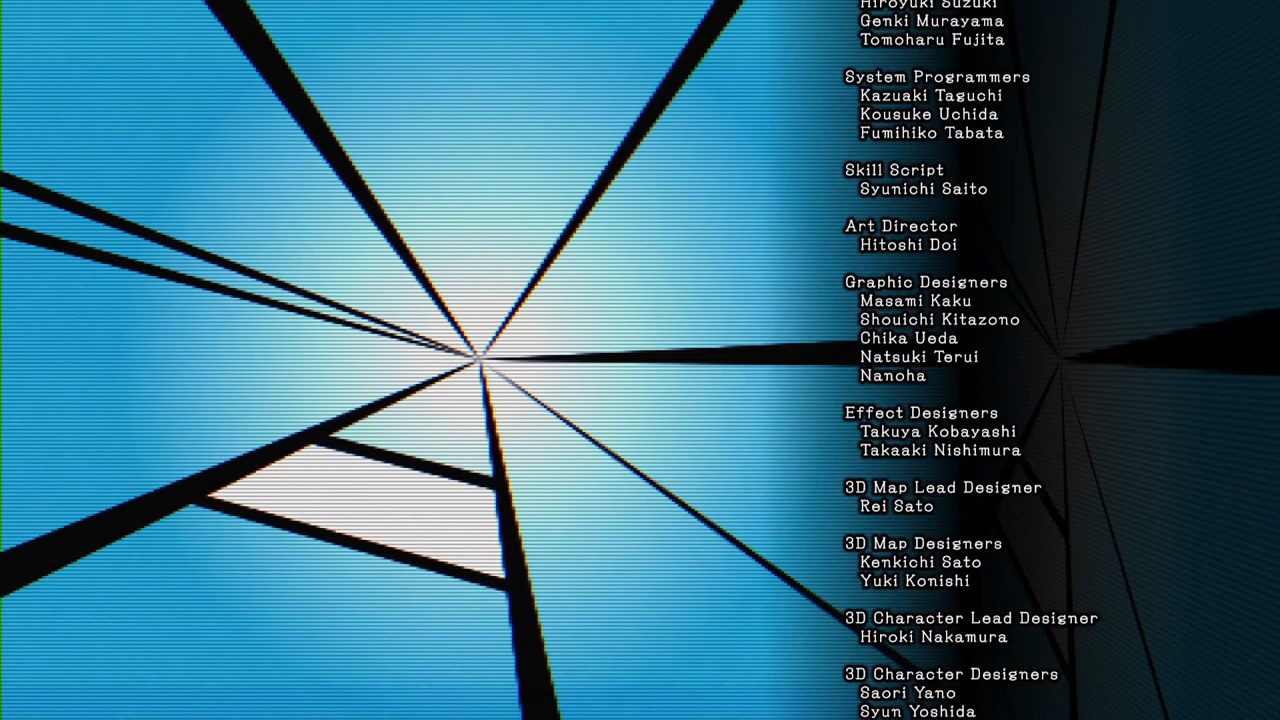 Hiroyuki Suzuki
Genki Murayama
Tomoharu Fujita
System Programmers
Kazuaki Taguchi
Kousuke Uchida
Fumihiko Tabata
Skill Script
Syunichi Saito
Art Director
Hitoshi Doi
Graphic Designers
Masami Kaku
Shouichi Kitazono
Chika Ueda
Natsuki Terui
Nanoha
Effect Designers
Takuya Kobayashi
Takaaki Nishimura
3D Map Lead Designer
Rei Sato
3D Map Designers
Kenkichi Sato
Yuki Konishi
3D Character Lead Designer
Hiroki Nakamura
3D Character Designers
Saori Yano
Syun Yoshida